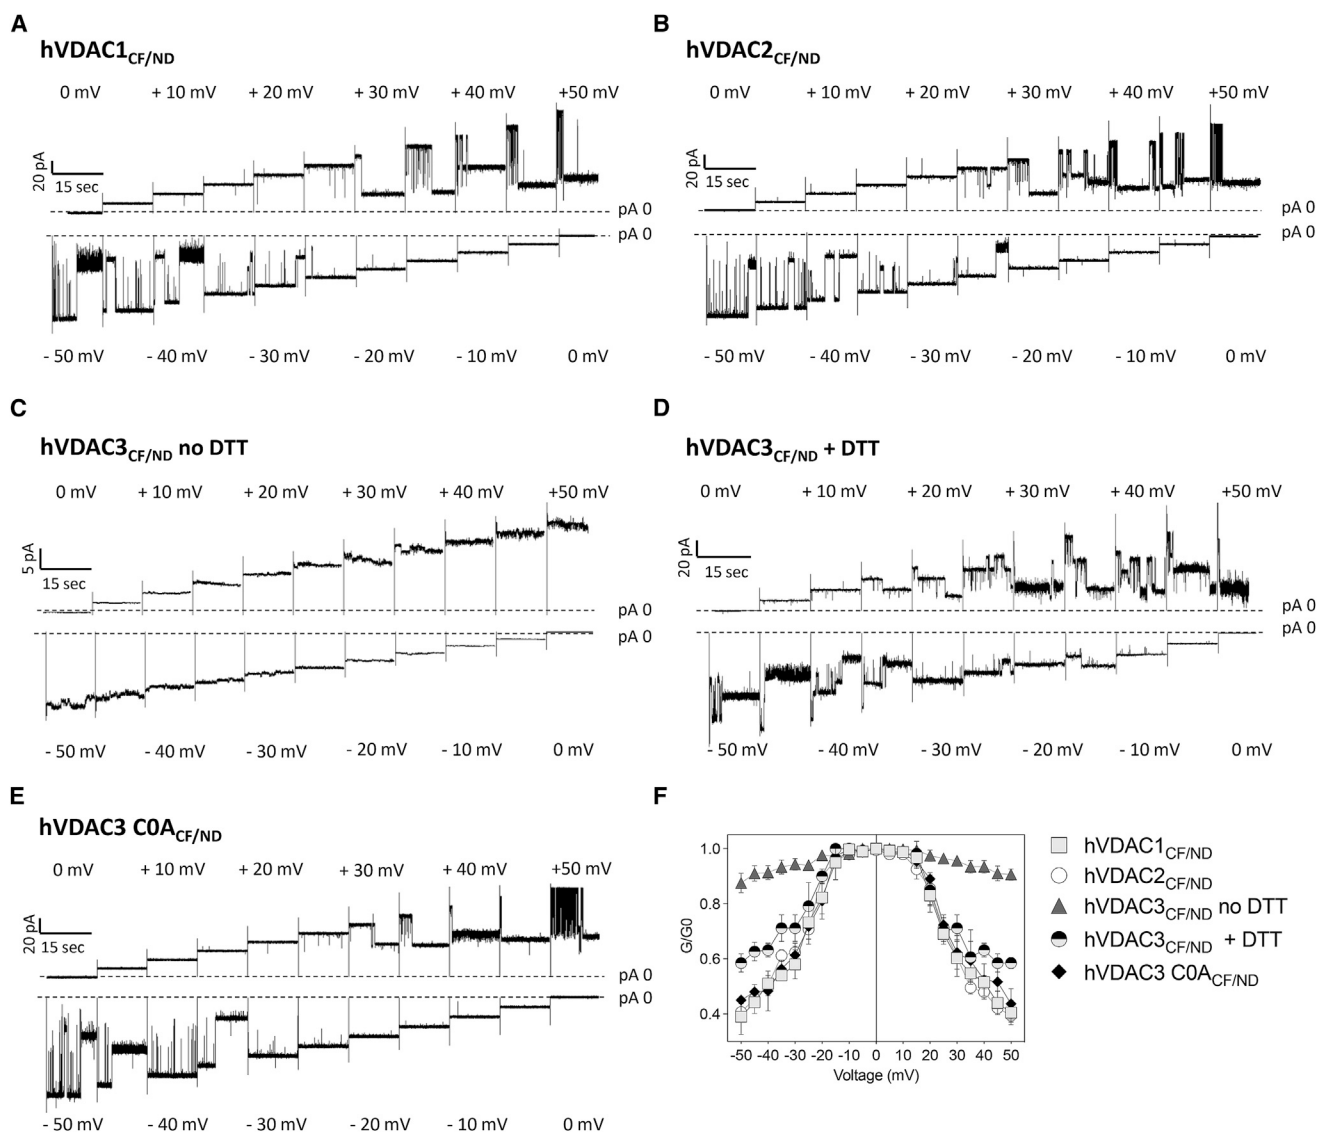 A
hVDAC1CF/ND
0 mV + 10 mV + 20 mV + 30 mV + 40 mV +50 mV
20 pA
15 sec
pA 0
pA 0
- 50 mV - 40 mV - 30 mV - 20 mV - 10 mV 0 mV
B
hVDAC2CF/ND
0 mV + 10 mV + 20 mV + 30 mV + 40 mV +50 mV
20 pA
15 sec
pA 0
pA 0
- 50 mV - 40 mV - 30 mV - 20 mV - 10 mV 0 mV
C
hVDAC3CF/ND no DTT
0 mV + 10 mV + 20 mV + 30 mV + 40 mV +50 mV
5 pA
15 sec
pA 0
pA 0
- 50 mV - 40 mV - 30 mV - 20 mV - 10 mV 0 mV
D
hVDAC3CF/ND + DTT
0 mV + 10 mV + 20 mV + 30 mV + 40 mV +50 mV
20 pA
15 sec
pA 0
pA 0
- 50 mV - 40 mV - 30 mV - 20 mV - 10 mV 0 mV
E
hVDAC3 C0ACF/ND
0 mV + 10 mV + 20 mV + 30 mV + 40 mV +50 mV
20 pA
15 sec
pA 0
pA 0
- 50 mV - 40 mV - 30 mV - 20 mV - 10 mV 0 mV
F
1.0
0.8
0.6
0.4
G/G0
-50 -40 -30 -20 -10 0 10 20 30 40 50
Voltage (mV)
hVDAC1CF/ND
hVDAC2CF/ND
hVDAC3CF/ND no DTT
hVDAC3CF/ND + DTT
hVDAC3 C0ACF/ND